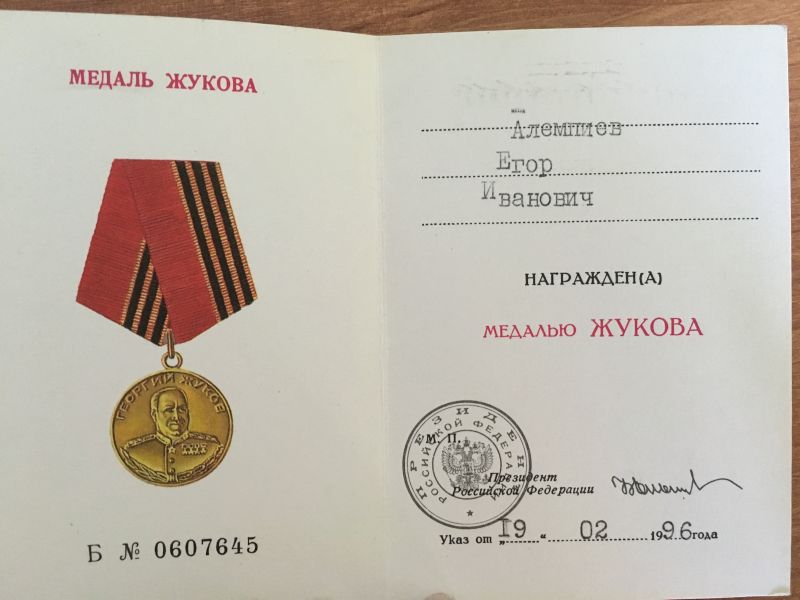 МЕДАЛЬ ЖУКОВА
ГЕОРГИЙ ЖУКОВ
Б № 0607645
Алемпиев
Егор
Иванович
НАГРАЖДЕН(А)
МЕДАЛЬЮ ЖУКОВА
ПРЕЗИДЕНТ
РОССИЙСКОЙ ФЕДЕРАЦИИ
М. П.
Президент
Российской Федерации
Указ от „19“ 02 1996 года